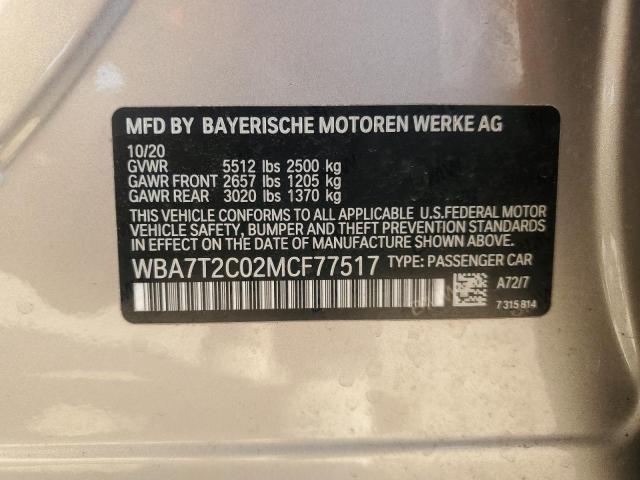 MFD BY BAYERISCHE MOTOREN WERKE AG
10/20
GVWR 5512 lbs 2500 kg
GAWR FRONT 2657 lbs 1205 kg
GAWR REAR 3020 lbs 1370 kg
THIS VEHICLE CONFORMS TO ALL APPLICABLE U.S.FEDERAL MOTOR
VEHICLE SAFETY, BUMPER, AND THEFT PREVENTION STANDARDS
IN EFFECT ON THE DATE OF MANUFACTURE SHOWN ABOVE.
WBA7T2C02MCF77517 TYPE: PASSENGER CAR
A72/7
7 315 814